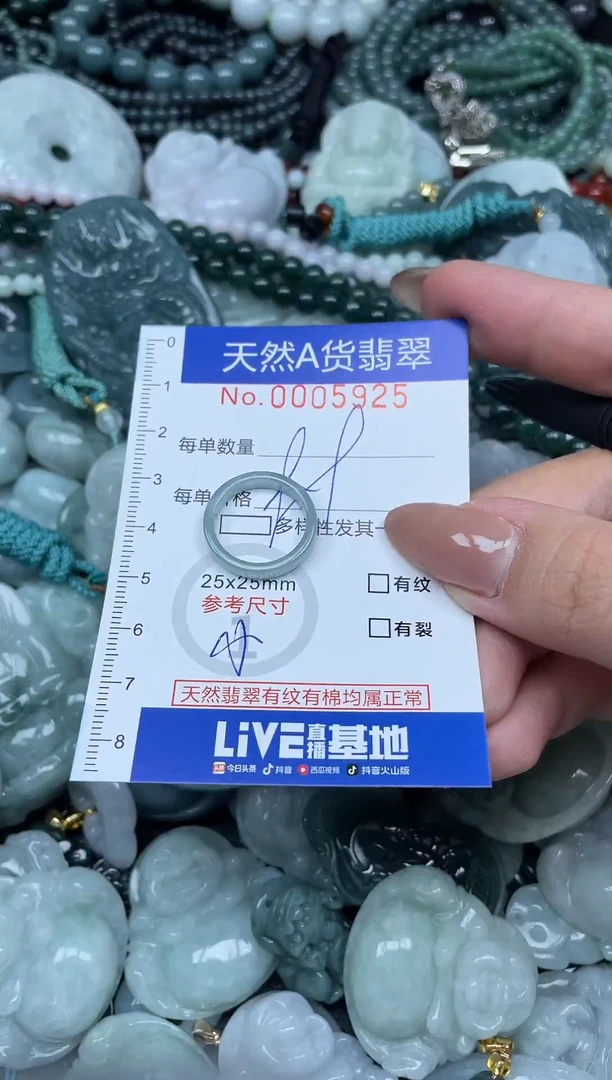 天然A货翡翠
No.0005925
0
1
2
3
4
5
6
7
8
每单数量
每单 格
多样性发其一
25x25mm
参考尺寸
有纹
有裂
天然翡翠有纹有棉均属正常
LiVE直播基地
头条 今日头条 抖音 西瓜视频 抖音火山版